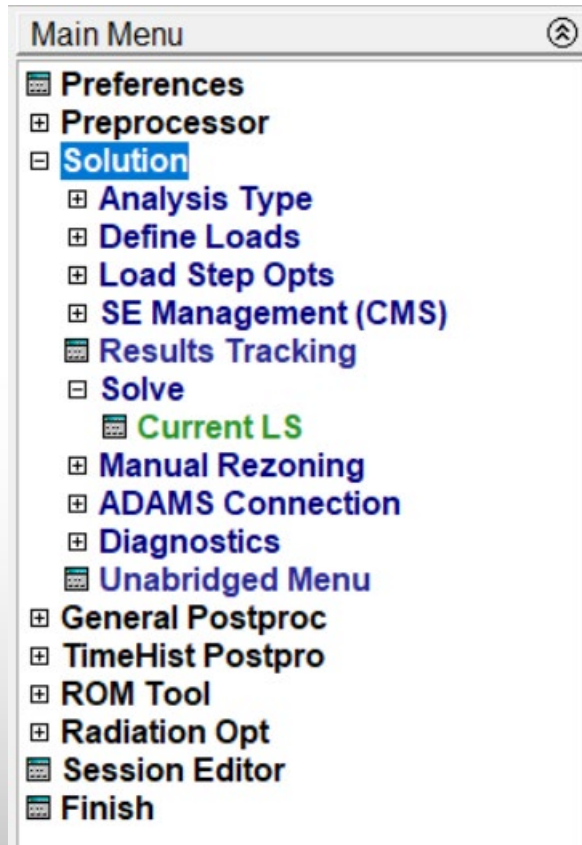 Main Menu
Preferences
Preprocessor
Solution
Analysis Type
Define Loads
Load Step Opts
SE Management (CMS)
Results Tracking
Solve
Current LS
Manual Rezoning
ADAMS Connection
Diagnostics
Unabridged Menu
General Postproc
TimeHist Postpro
ROM Tool
Radiation Opt
Session Editor
Finish